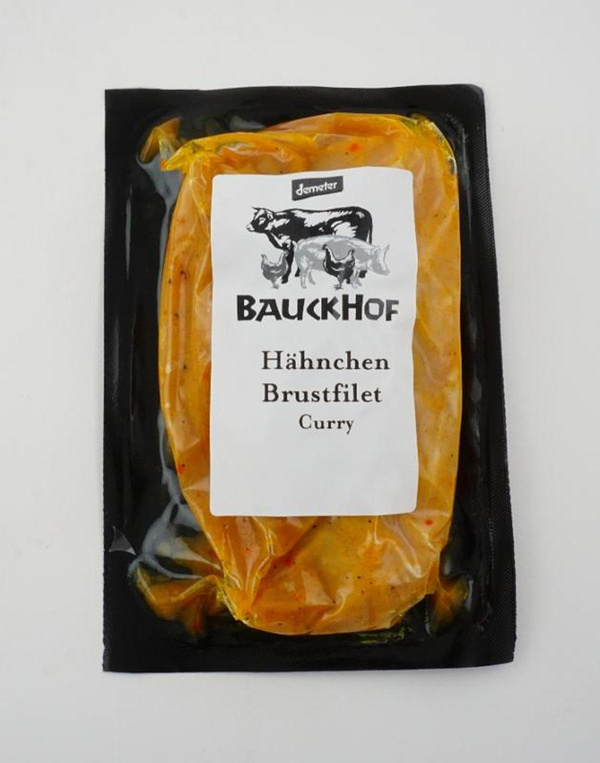 demeter
BAUCKHOF
Hähnchen
Brustfilet
Curry